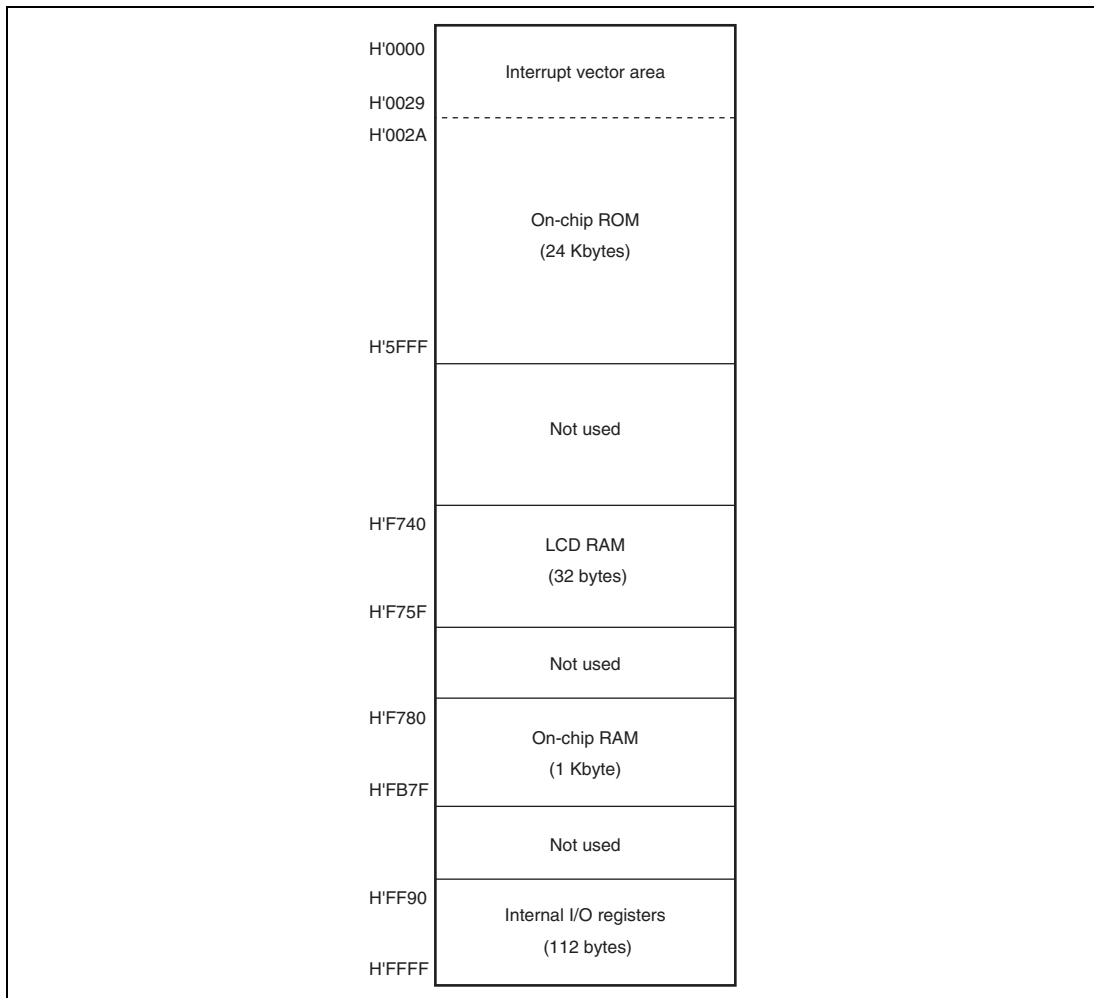 H'0000
Interrupt vector area
H'0029
H'002A
On-chip ROM
(24 Kbytes)
H'5FFF
Not used
H'F740
LCD RAM
(32 bytes)
H'F75F
Not used
H'F780
On-chip RAM
(1 Kbyte)
H'FB7F
Not used
H'FF90
Internal I/O registers
(112 bytes)
H'FFFF